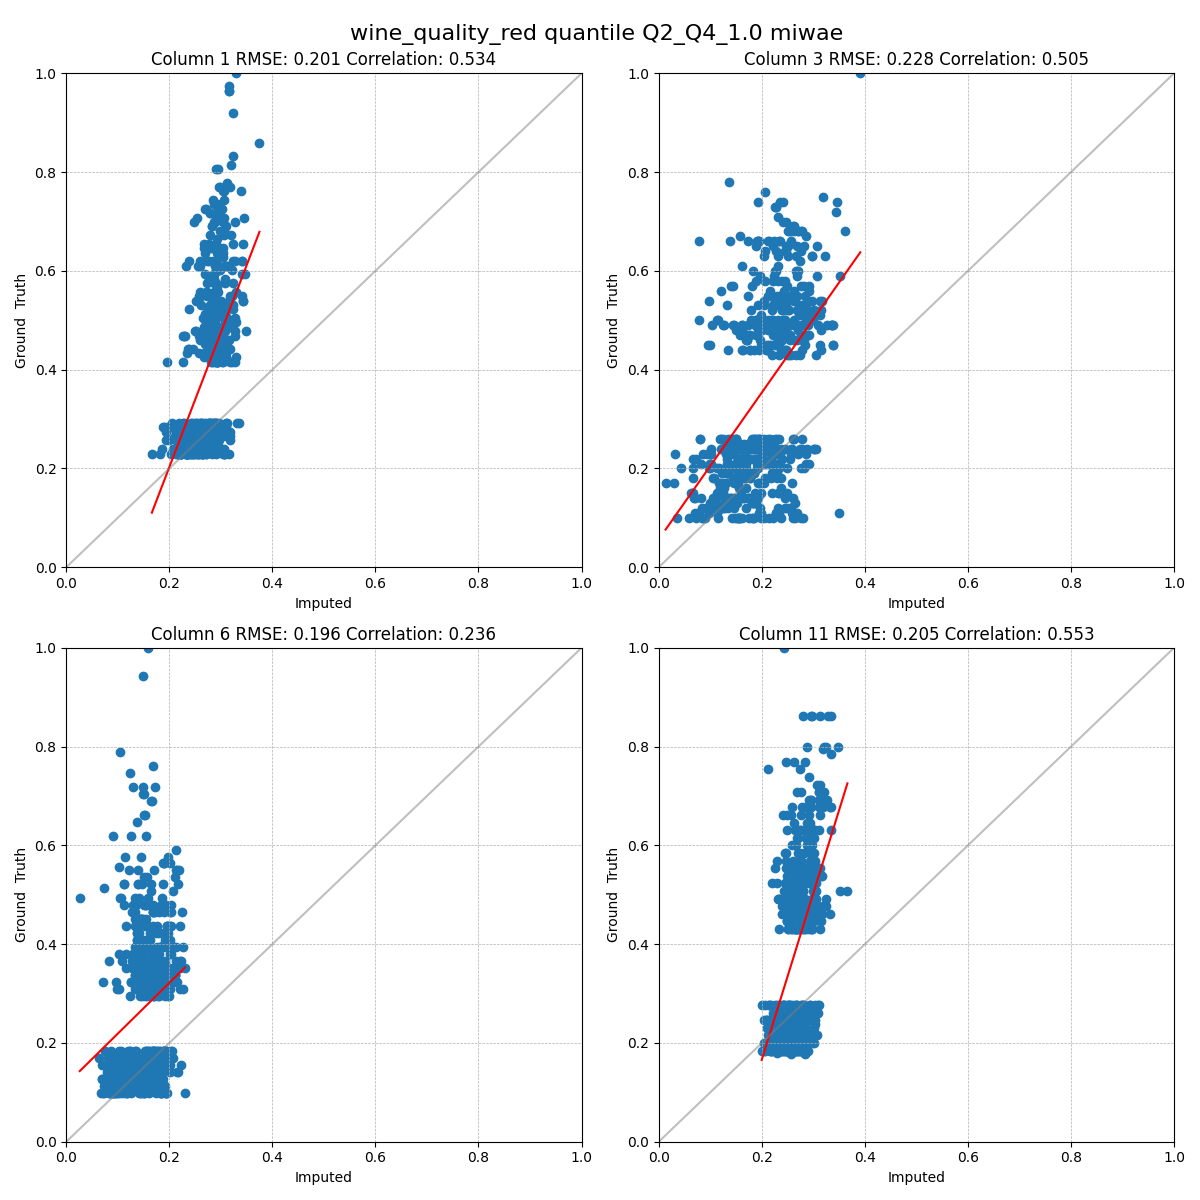 wine_quality_red quantile Q2_Q4_1.0 miwae
Column 1 RMSE: 0.201 Correlation: 0.534
1.0
0.8
0.6
0.4
0.2
0.0
Ground Truth
0.0 0.2 0.4 0.6 0.8 1.0
Imputed
Column 3 RMSE: 0.228 Correlation: 0.505
1.0
0.8
0.6
0.4
0.2
0.0
Ground Truth
0.0 0.2 0.4 0.6 0.8 1.0
Imputed
Column 6 RMSE: 0.196 Correlation: 0.236
1.0
0.8
0.6
0.4
0.2
0.0
Ground Truth
0.0 0.2 0.4 0.6 0.8 1.0
Imputed
Column 11 RMSE: 0.205 Correlation: 0.553
1.0
0.8
0.6
0.4
0.2
0.0
Ground Truth
0.0 0.2 0.4 0.6 0.8 1.0
Imputed